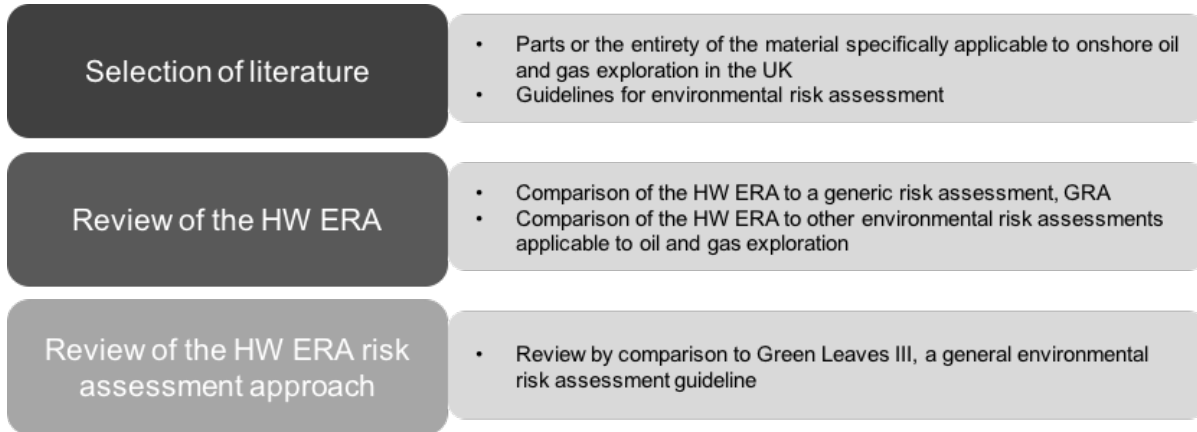 Selection of literature
• Parts or the entirety of the material specifically applicable to onshore oil
and gas exploration in the UK
• Guidelines for environmental risk assessment
Review of the HW ERA
• Comparison of the HW ERA to a generic risk assessment, GRA
• Comparison of the HW ERA to other environmental risk assessments
applicable to oil and gas exploration
Review of the HW ERA risk
assessment approach
• Review by comparison to Green Leaves III, a general environmental
risk assessment guideline